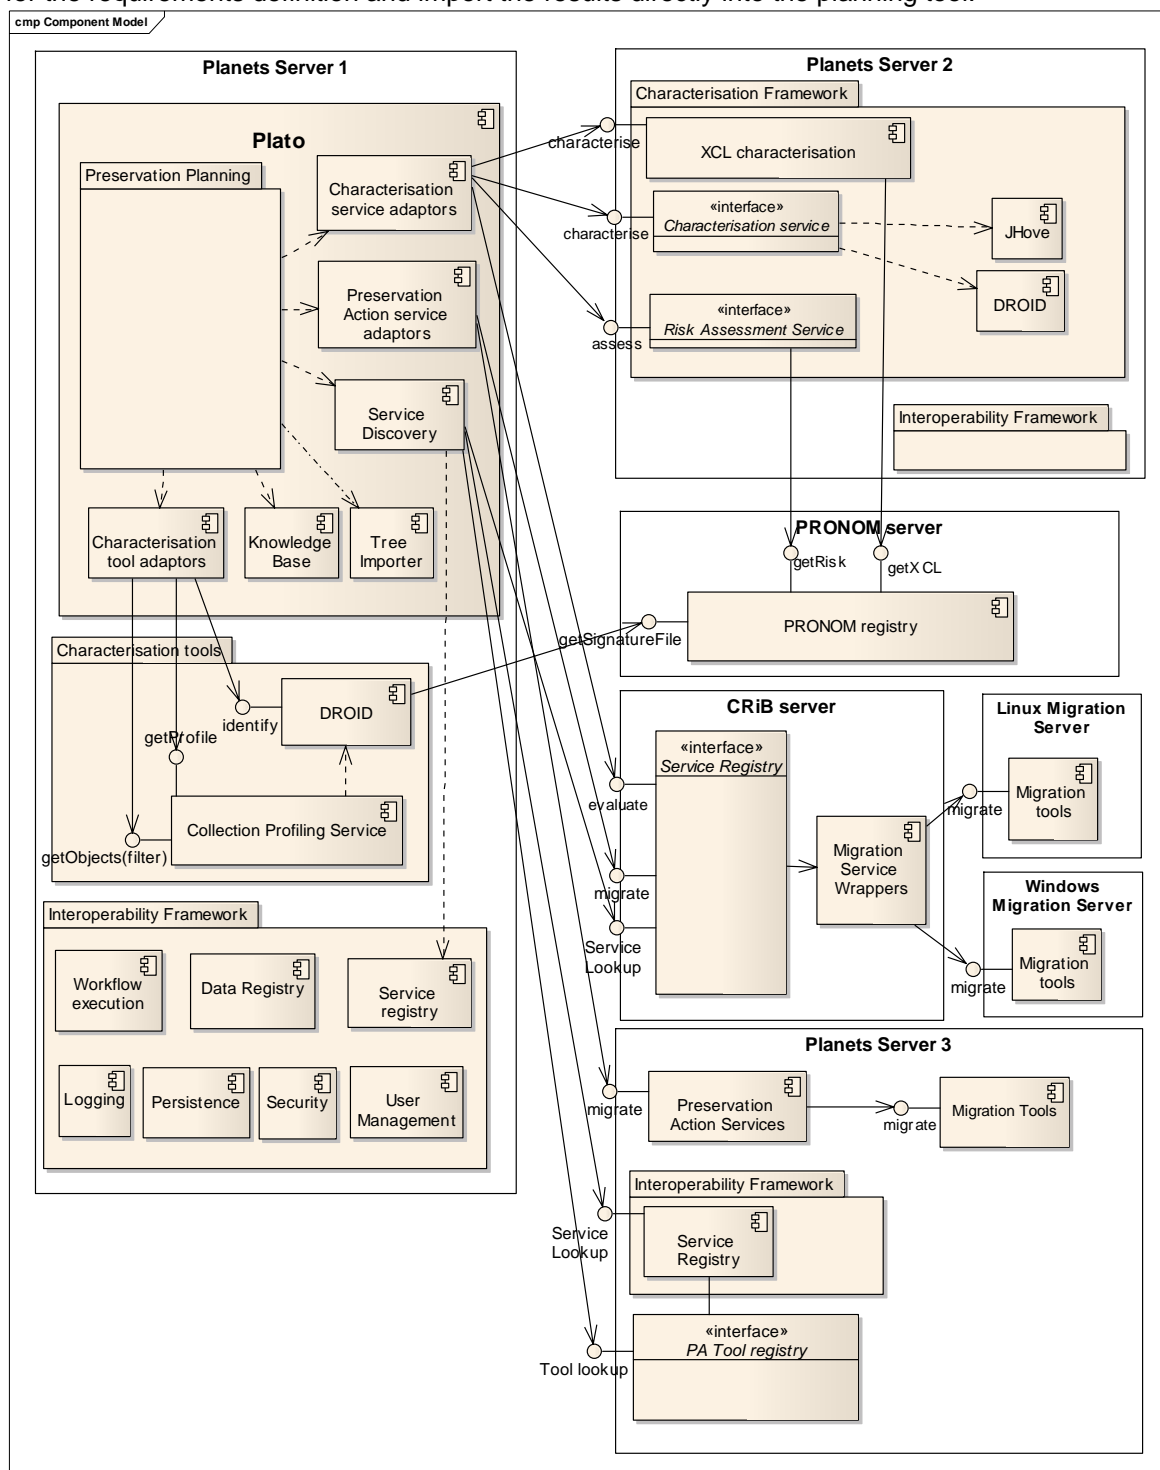 for the requirements definition and import the results directly into the planning tool.
cmp Component Model
Planets Server 1
Plato
Preservation Planning
Characterisation
service adaptors
Preservation
Action service
adaptors
Service
Discovery
Characterisation
tool adaptors
Knowledge
Base
Tree
Importer
Characterisation tools
DROID
identify
getProfile
Collection Profiling Service
getObjects(filter)
Interoperability Framework
Workflow
execution
Data Registry
Service
registry
Logging
Persistence
Security
User
Management
Planets Server 2
Characterisation Framework
characterise
XCL characterisation
characterise
«interface»
Characterisation service
JHove
DROID
assess
«interface»
Risk Assessment Service
Interoperability Framework
PRONOM server
getRisk
getXCL
getSignatureFile
PRONOM registry
CRiB server
«interface»
Service Registry
evaluate
migrate
Service
Lookup
Migration
Service
Wrappers
Linux Migration
Server
migrate
Migration
tools
Windows
Migration Server
migrate
Migration
tools
Planets Server 3
migrate
Preservation
Action Services
migrate
Migration Tools
Interoperability Framework
Service
Lookup
Service
Registry
«interface»
PA Tool registry
Tool lookup